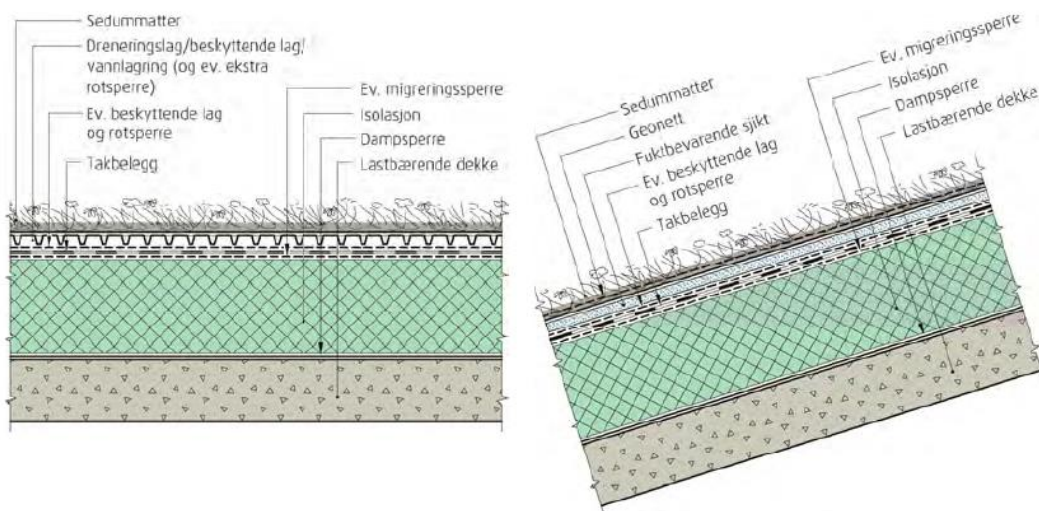 Sedummatter
Dreneringslag/beskyttende lag/
vannlagring (og ev. ekstra
rotsperre)
Ev. beskyttende lag
og rotsperre
Takbelegg
Ev. migreringssperre
Isolasjon
Dampsperre
Lastbærende dekke
Sedummatter
Geonett
Fuktbevarende sjikt
Ev. beskyttende lag
og rotsperre
Takbelegg
Ev. migreringssperre
Isolasjon
Dampsperre
Lastbærende dekke